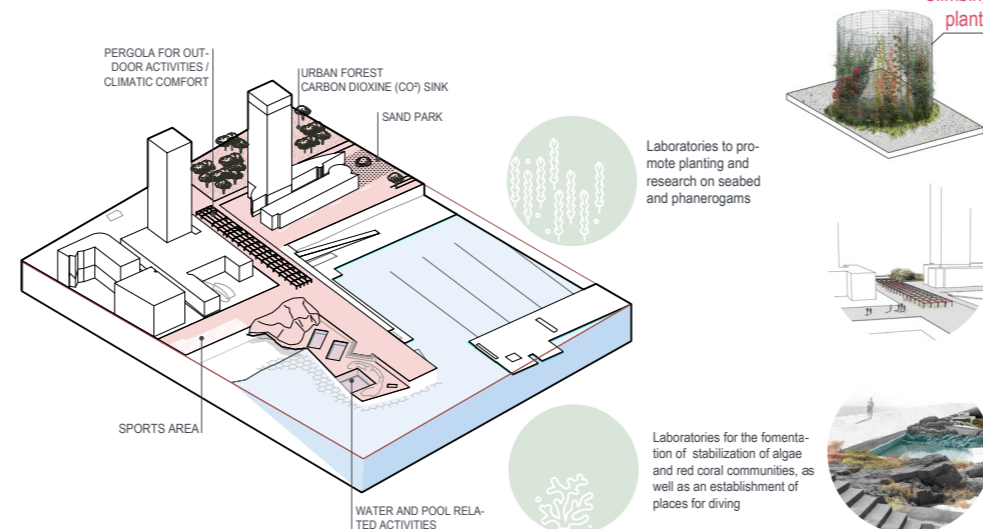 plant
PERGOLA FOR OUT-
DOOR ACTIVITIES /
CLIMATIC COMFORT
URBAN FOREST
CARBON DIOXINE (CO²) SINK
SAND PARK
Laboratories to pro-
mote planting and
research on seabed
and phanerogams
SPORTS AREA
WATER AND POOL RELA-
TED ACTIVITIES
Laboratories for the fomenta-
tion of stabilization of algae
and red coral communities, as
well as an establishment of
places for diving